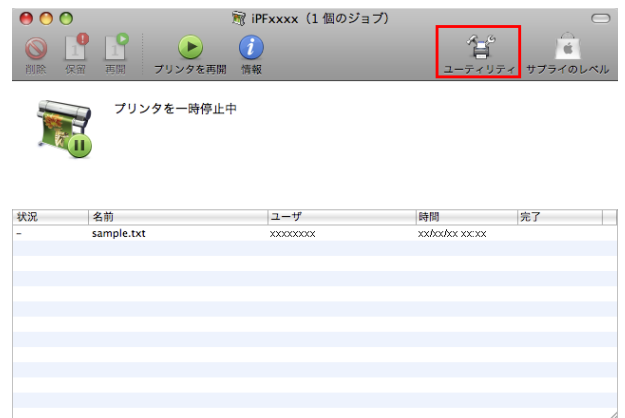 iPFxxxx（1 個のジョブ）
削除 保留 再開 プリンタを再開 情報 ユーティリティ サプライのレベル
プリンタを一時停止中
状況 名前 ユーザ 時間 完了
– sample.txt xxxxxxxx xx/xx/xx xx:xx